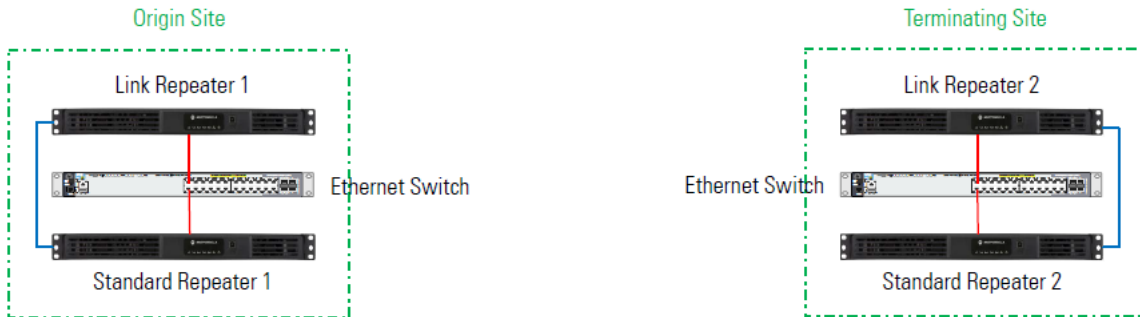 Origin Site
Terminating Site
Link Repeater 1
Link Repeater 2
Ethernet Switch
Ethernet Switch
Standard Repeater 1
Standard Repeater 2